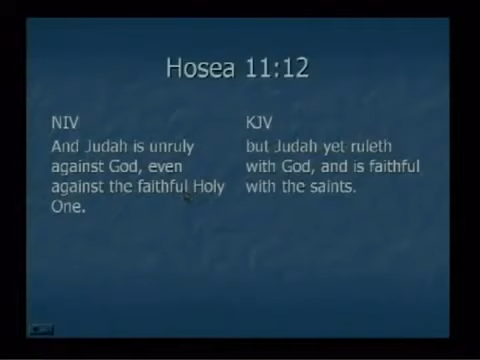 Hosea 11:12
NIV
And Judah is unruly
against God, even
against the faithful Holy
One.
KJV
but Judah yet ruleth
with God, and is faithful
with the saints.